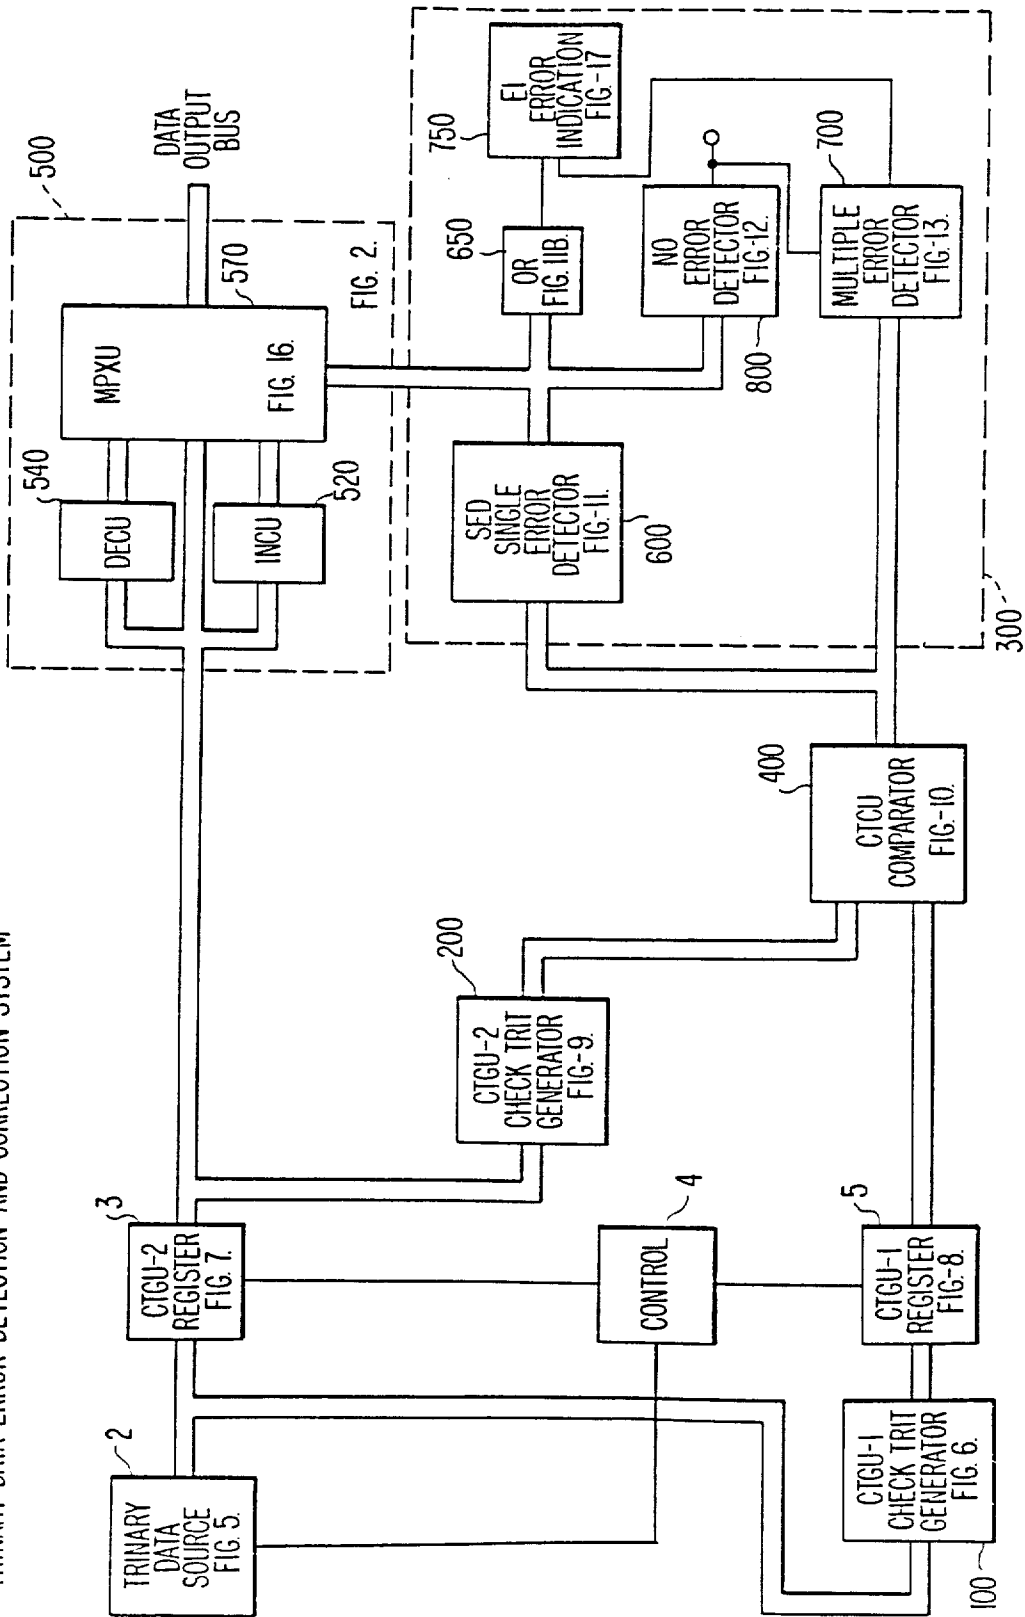 TRINARY DATA ERROR DETECTION AND CORRECTION SYSTEM
2
TRINARY
DATA
SOURCE
FIG. 5.
3
CTGU-2
REGISTER
FIG. 7.
4
CONTROL
5
CTGU-1
REGISTER
FIG-8.
CTGU-1
CHECK TRIT
GENERATOR
FIG. 6.
100
200
CTGU-2
CHECK TRIT
GENERATOR
FIG-9.
400
CTCU
COMPARATOR
FIG-10.
540
DECU
INCU
520
MPXU
FIG. 16.
570
500
FIG. 2.
DATA
OUTPUT
BUS
SED
SINGLE
ERROR
DETECTOR
FIG-11.
600
650
OR
FIG. 11B.
750
EI
ERROR
INDICATION
FIG-17
NO
ERROR
DETECTOR
FIG-12.
800
700
MULTIPLE
ERROR
DETECTOR
FIG-13.
300